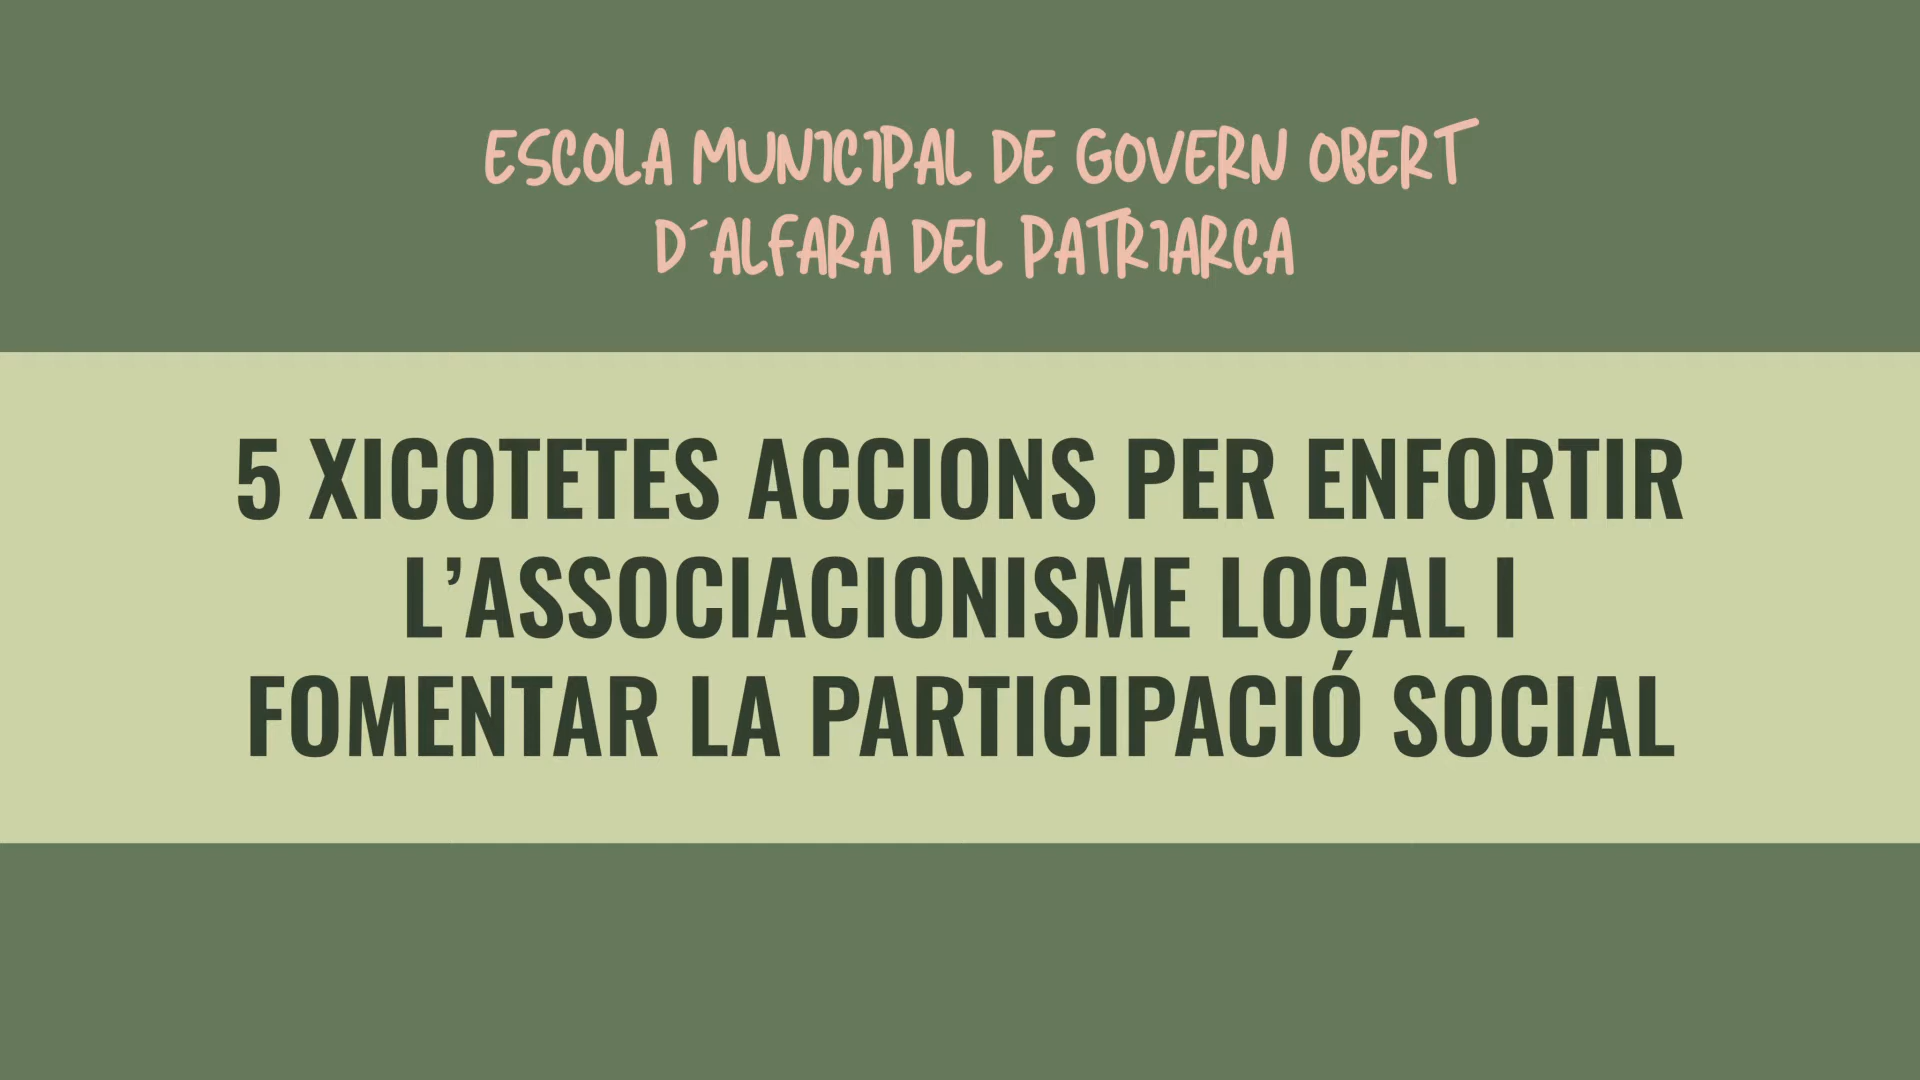 ESCOLA MUNICIPAL DE GOVERN OBERT
D´ALFARA DEL PATRIARCA
5 XICOTETES ACCIONS PER ENFORTIR
L’ASSOCIACIONISME LOCAL I
FOMENTAR LA PARTICIPACIÓ SOCIAL